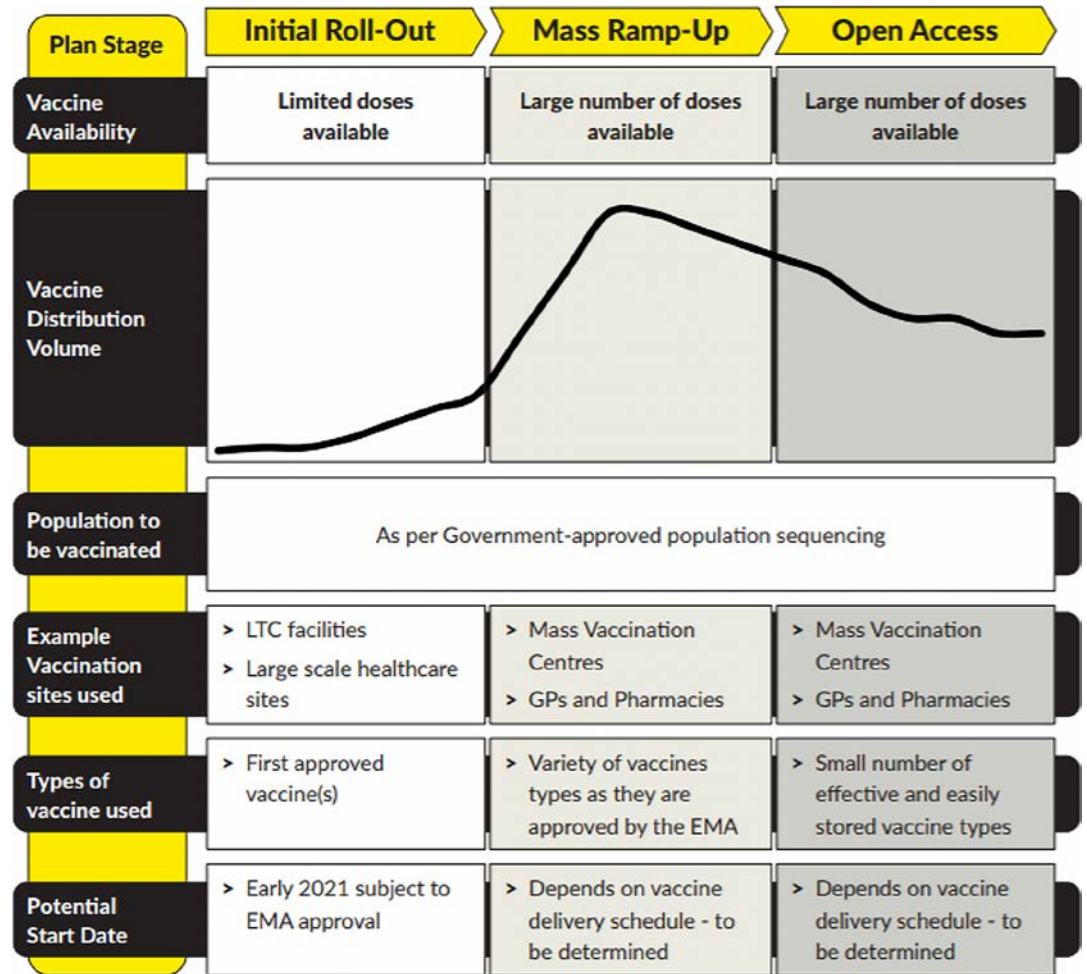 Plan Stage
Initial Roll-Out
Mass Ramp-Up
Open Access
Vaccine
Availability
Limited doses
available
Large number of doses
available
Large number of doses
available
Vaccine
Distribution
Volume
Population to
be vaccinated
As per Government-approved population sequencing
Example
Vaccination
sites used
> LTC facilities
> Large scale healthcare
sites
> Mass Vaccination
Centres
> GPs and Pharmacies
> Mass Vaccination
Centres
> GPs and Pharmacies
Types of
vaccine used
> First approved
vaccine(s)
> Variety of vaccines
types as they are
approved by the EMA
> Small number of
effective and easily
stored vaccine types
Potential
Start Date
> Early 2021 subject to
EMA approval
> Depends on vaccine
delivery schedule - to
be determined
> Depends on vaccine
delivery schedule - to
be determined